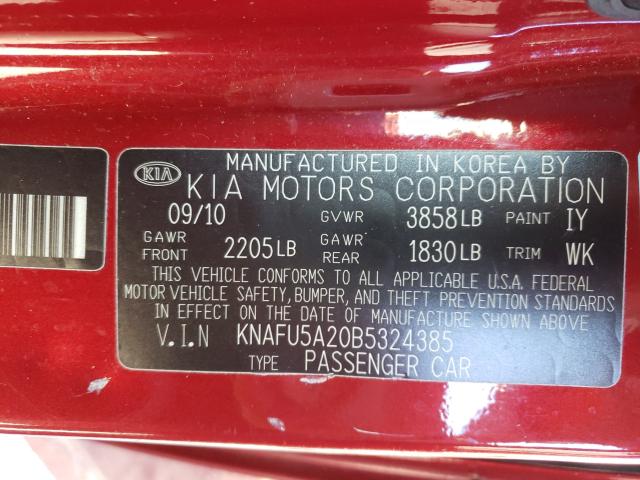 MANUFACTURED IN KOREA BY
KIA KIA MOTORS CORPORATION
09/10 GVWR 3858LB PAINT IY
GAWR FRONT 2205LB GAWR REAR 1830LB TRIM WK
THIS VEHICLE CONFORMS TO ALL APPLICABLE U.S.A. FEDERAL
MOTOR VEHICLE SAFETY, BUMPER, AND THEFT PREVENTION STANDARDS
IN EFFECT ON THE DATE OF MANUFACTURE SHOWN ABOVE
V.I.N KNAFU5A20B5324385
TYPE PASSENGER CAR